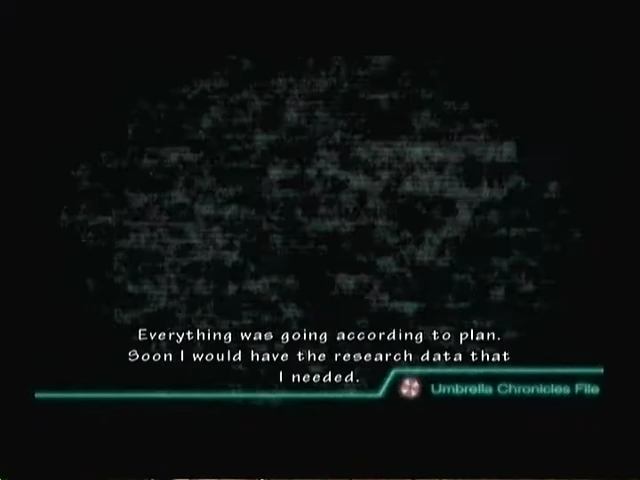 Everything was going according to plan.
Soon I would have the research data that
I needed.
Umbrella Chronicles File